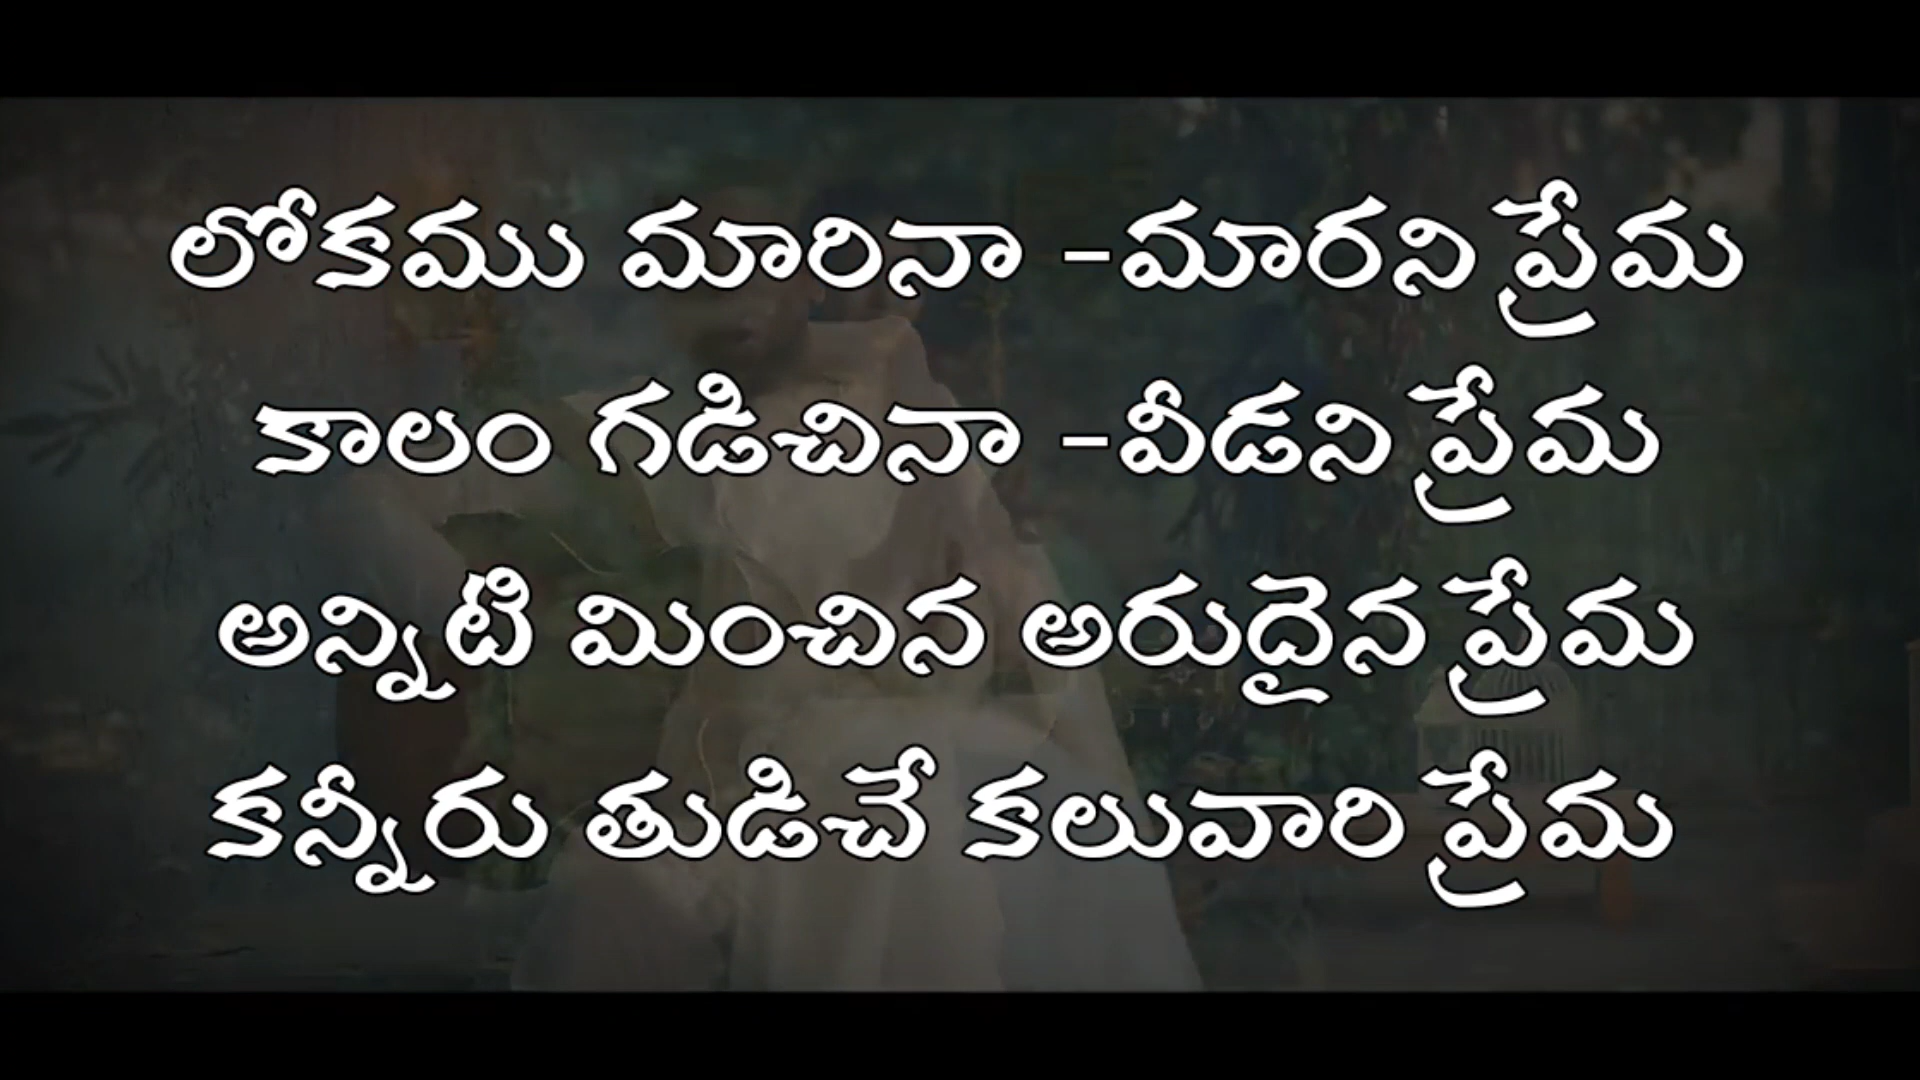 లోకము మారినా -మారని ప్రేమ
కాలం గడిచినా -వీడని ప్రేమ
అన్నిటి మించిన అరుదైన ప్రేమ
కన్నీరు తుడిచే కలువారి ప్రేమ